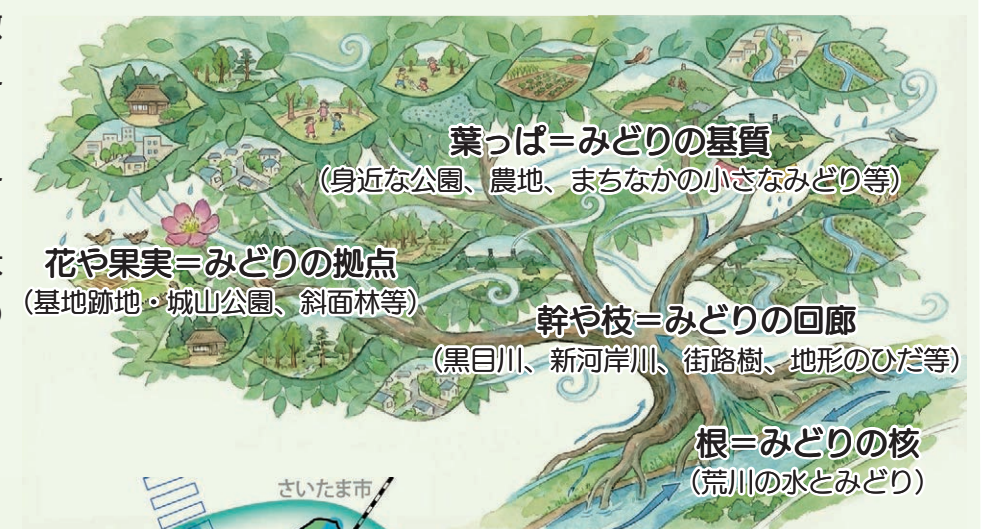 葉っぱ＝みどりの基質
（身近な公園、農地、まちなかの小さなみどり等）
花や果実＝みどりの拠点
（基地跡地・城山公園、斜面林等）
幹や枝＝みどりの回廊
（黒目川、新河岸川、街路樹、地形のひだ等）
根＝みどりの核
（荒川の水とみどり）
さいたま市